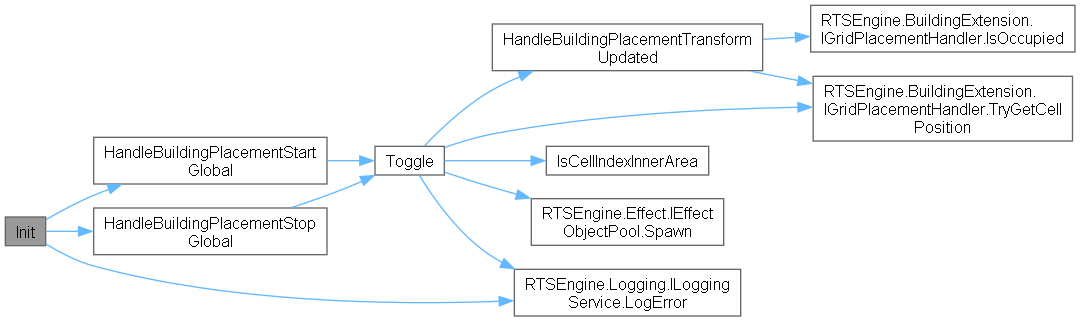 Init
HandleBuildingPlacementStart
Global
HandleBuildingPlacementStop
Global
Toggle
HandleBuildingPlacementTransform
Updated
IsCellIndexInnerArea
RTSEngine.Effect.IEffect
ObjectPool.Spawn
RTSEngine.Logging.ILogging
Service.LogError
RTSEngine.BuildingExtension.
IGridPlacementHandler.IsOccupied
RTSEngine.BuildingExtension.
IGridPlacementHandler.TryGetCell
Position